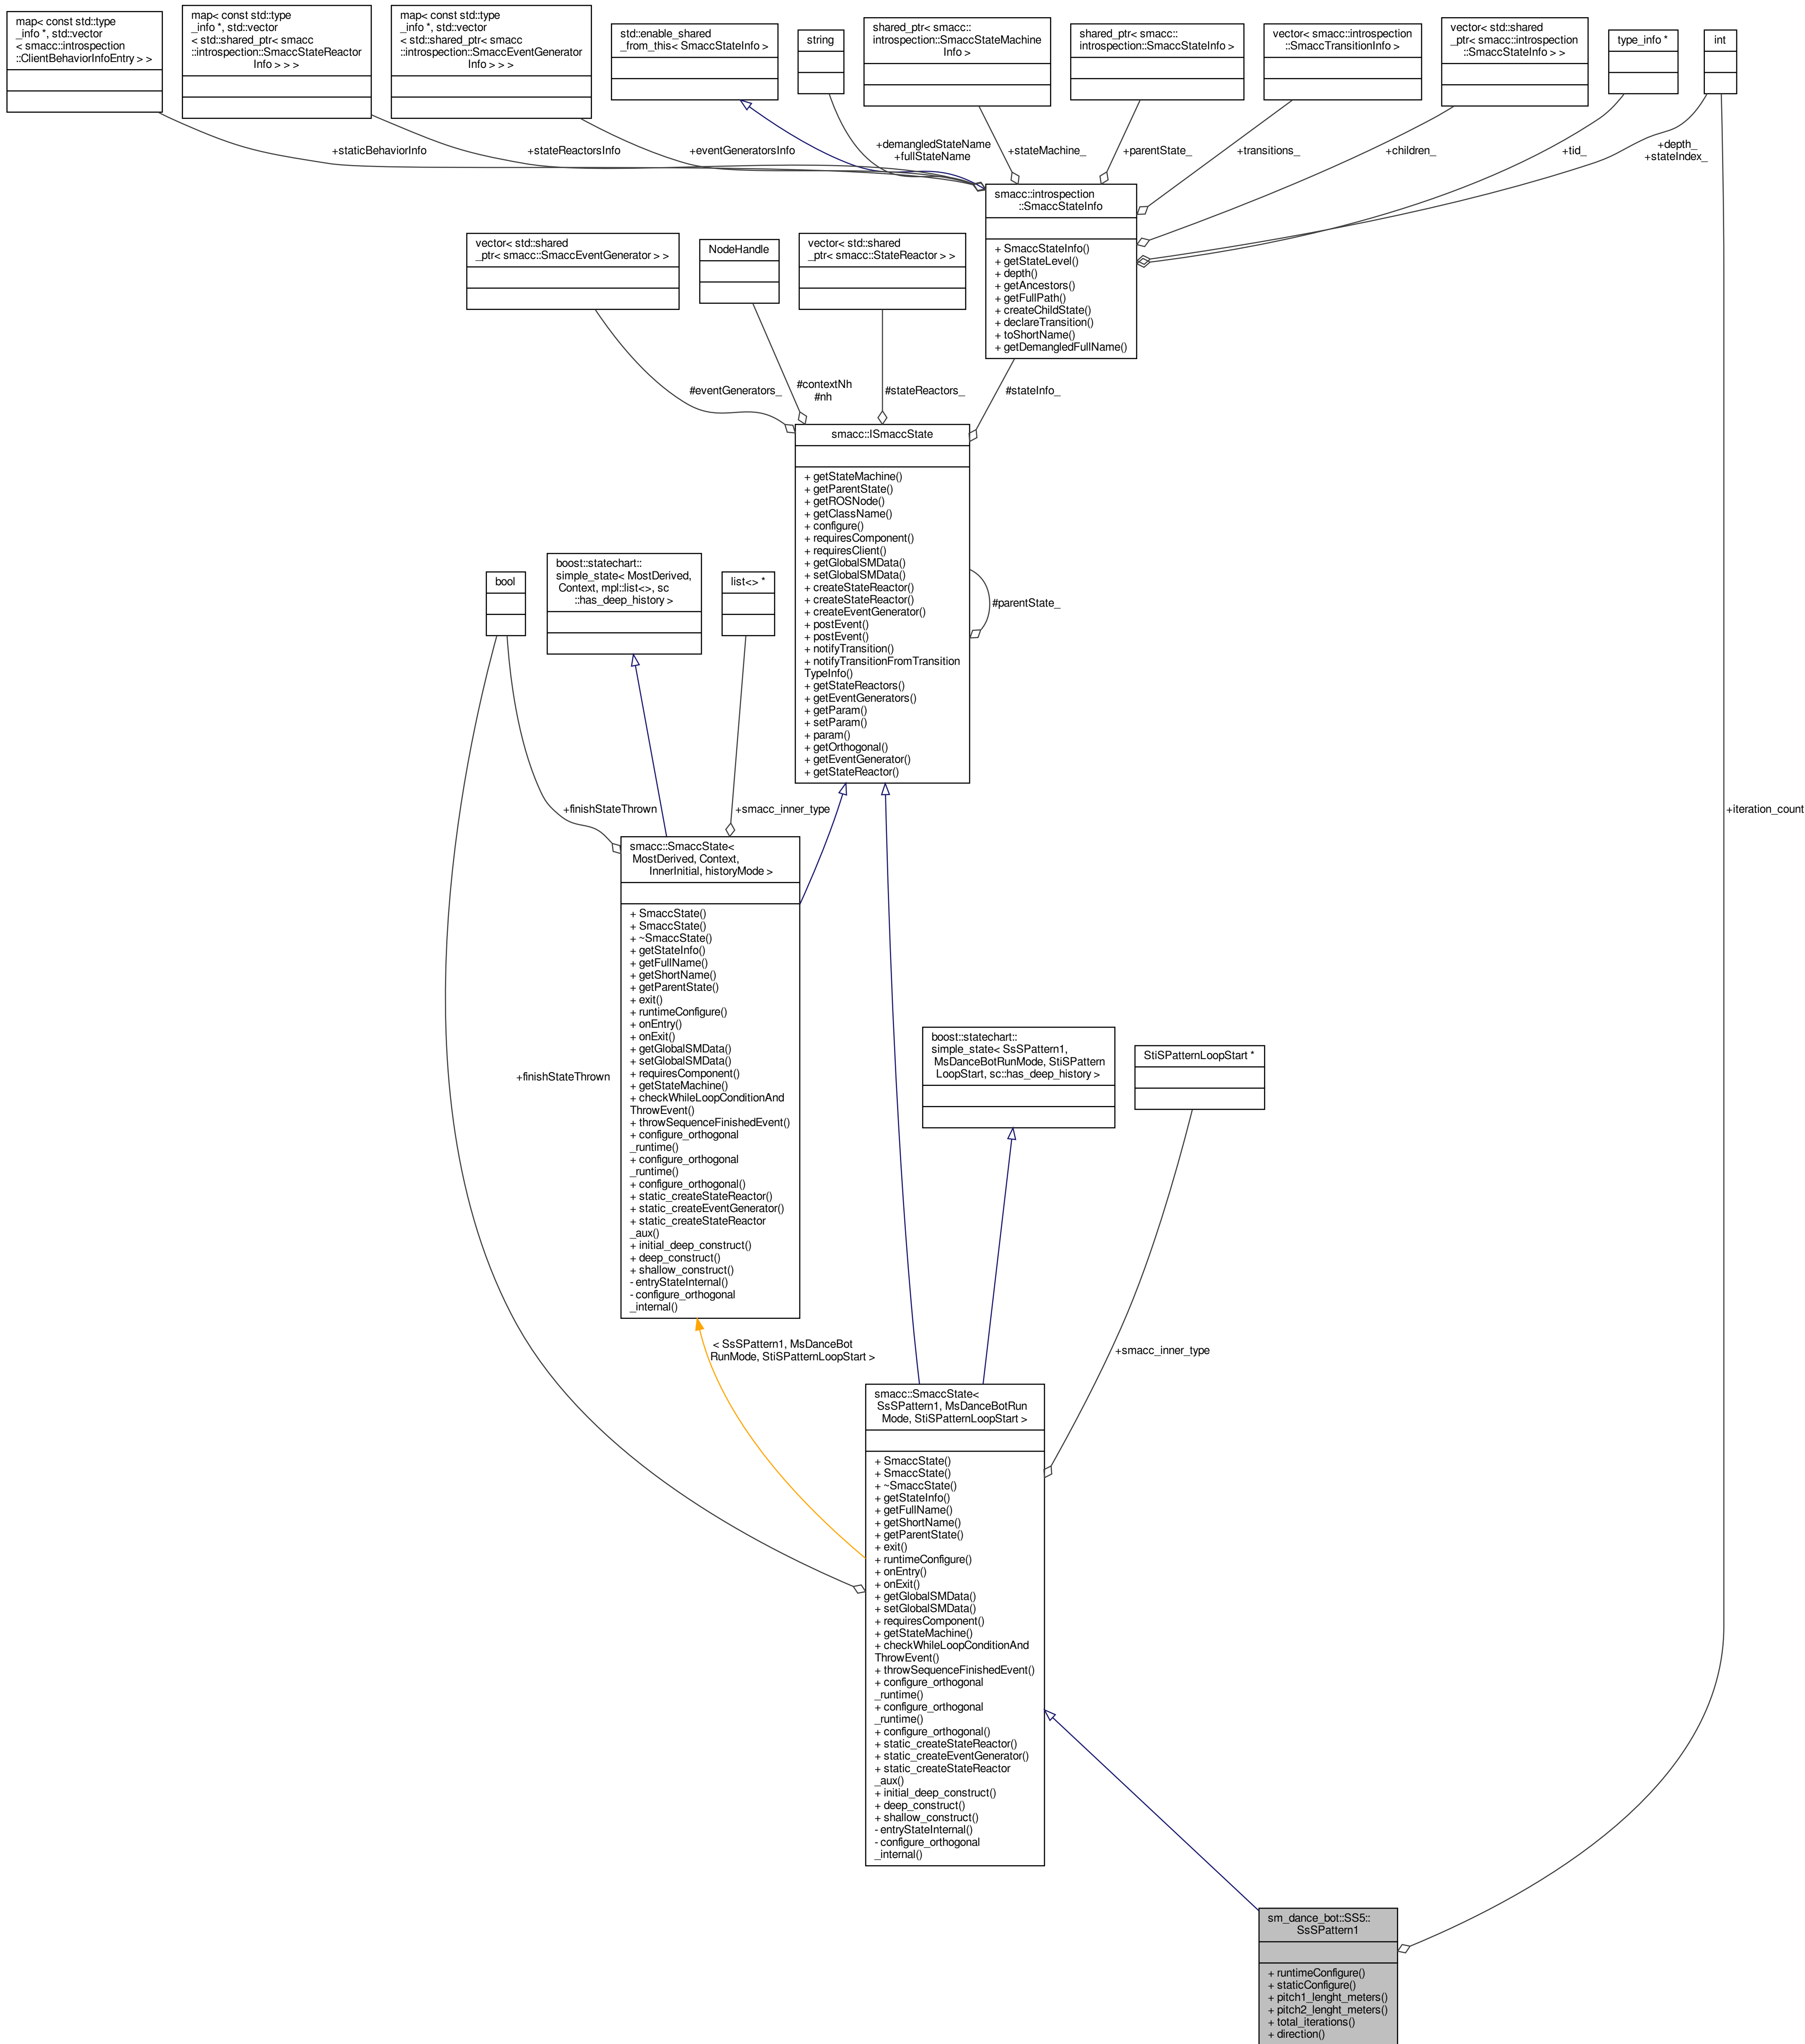 map< const std::type
_info *, std::vector
< smacc::introspection
::ClientBehaviorInfoEntry > >
map< const std::type
_info *, std::vector
< std::shared_ptr< smacc
::introspection::SmaccStateReactor
Info > > >
map< const std::type
_info *, std::vector
< std::shared_ptr< smacc
::introspection::SmaccEventGenerator
Info > > >
std::enable_shared
_from_this< SmaccStateInfo >
string
shared_ptr< smacc::
introspection::SmaccStateMachine
Info >
shared_ptr< smacc::
introspection::SmaccStateInfo >
vector< smacc::introspection
::SmaccTransitionInfo >
vector< std::shared
_ptr< smacc::introspection
::SmaccStateInfo > >
type_info *
int
+staticBehaviorInfo
+stateReactorsInfo
+eventGeneratorsInfo
+demangledStateName
+fullStateName
+stateMachine_
+parentState_
+transitions_
+children_
+tid_
+depth_
+stateIndex_
smacc::introspection
::SmaccStateInfo
+ SmaccStateInfo()
+ getStateLevel()
+ depth()
+ getAncestors()
+ getFullPath()
+ createChildState()
+ declareTransition()
+ toShortName()
+ getDemangledFullName()
vector< std::shared
_ptr< smacc::SmaccEventGenerator > >
NodeHandle
vector< std::shared
_ptr< smacc::StateReactor > >
#eventGenerators_
#contextNh
#nh
#stateReactors_
#stateInfo_
smacc::ISmaccState
+ getStateMachine()
+ getParentState()
+ getROSNode()
+ getClassName()
+ configure()
+ requiresComponent()
+ requiresClient()
+ getGlobalSMData()
+ setGlobalSMData()
+ createStateReactor()
+ createStateReactor()
+ createEventGenerator()
+ postEvent()
+ postEvent()
+ notifyTransition()
+ notifyTransitionFromTransition
TypeInfo()
+ getStateReactors()
+ getEventGenerators()
+ getParam()
+ setParam()
+ param()
+ getOrthogonal()
+ getEventGenerator()
+ getStateReactor()
#parentState_
bool
boost::statechart::
simple_state< MostDerived,
Context, mpl::list<>, sc
::has_deep_history >
list<> *
+finishStateThrown
+smacc_inner_type
+iteration_count
smacc::SmaccState<
MostDerived, Context,
InnerInitial, historyMode >
+ SmaccState()
+ SmaccState()
+ ~SmaccState()
+ getStateInfo()
+ getFullName()
+ getShortName()
+ getParentState()
+ exit()
+ runtimeConfigure()
+ onEntry()
+ onExit()
+ getGlobalSMData()
+ setGlobalSMData()
+ requiresComponent()
+ getStateMachine()
+ checkWhileLoopConditionAnd
ThrowEvent()
+ throwSequenceFinishedEvent()
+ configure_orthogonal
_runtime()
+ configure_orthogonal
_runtime()
+ configure_orthogonal()
+ static_createStateReactor()
+ static_createEventGenerator()
+ static_createStateReactor
_aux()
+ initial_deep_construct()
+ deep_construct()
+ shallow_construct()
- entryStateInternal()
- configure_orthogonal
_internal()
+finishStateThrown
boost::statechart::
simple_state< SsSPattern1,
MsDanceBotRunMode, StiSPattern
LoopStart, sc::has_deep_history >
StiSPatternLoopStart *
< SsSPattern1, MsDanceBot
RunMode, StiSPatternLoopStart >
+smacc_inner_type
smacc::SmaccState<
SsSPattern1, MsDanceBotRun
Mode, StiSPatternLoopStart >
+ SmaccState()
+ SmaccState()
+ ~SmaccState()
+ getStateInfo()
+ getFullName()
+ getShortName()
+ getParentState()
+ exit()
+ runtimeConfigure()
+ onEntry()
+ onExit()
+ getGlobalSMData()
+ setGlobalSMData()
+ requiresComponent()
+ getStateMachine()
+ checkWhileLoopConditionAnd
ThrowEvent()
+ throwSequenceFinishedEvent()
+ configure_orthogonal
_runtime()
+ configure_orthogonal
_runtime()
+ configure_orthogonal()
+ static_createStateReactor()
+ static_createEventGenerator()
+ static_createStateReactor
_aux()
+ initial_deep_construct()
+ deep_construct()
+ shallow_construct()
- entryStateInternal()
- configure_orthogonal
_internal()
sm_dance_bot::SS5::
SsSPattern1
+ runtimeConfigure()
+ staticConfigure()
+ pitch1_lenght_meters()
+ pitch2_lenght_meters()
+ total_iterations()
+ direction()